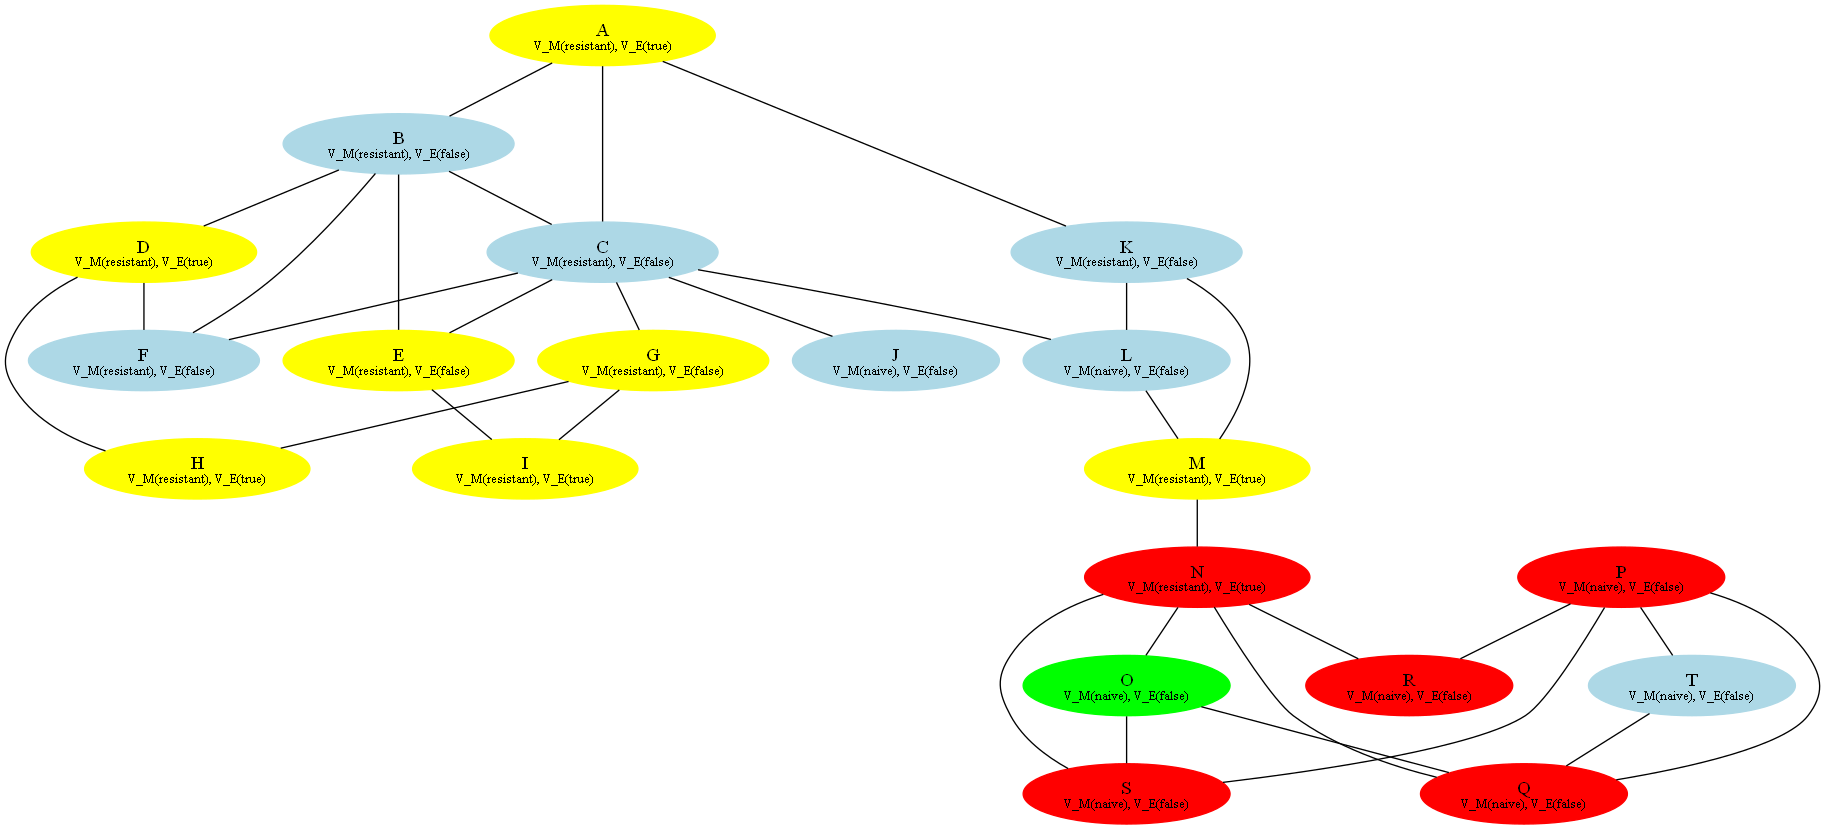 A
V_M(resistant), V_E(true)
B
V_M(resistant), V_E(false)
D
V_M(resistant), V_E(true)
C
V_M(resistant), V_E(false)
K
V_M(resistant), V_E(false)
F
V_M(resistant), V_E(false)
E
V_M(resistant), V_E(false)
G
V_M(resistant), V_E(false)
J
V_M(naive), V_E(false)
L
V_M(naive), V_E(false)
H
V_M(resistant), V_E(true)
I
V_M(resistant), V_E(true)
M
V_M(resistant), V_E(true)
N
V_M(resistant), V_E(true)
P
V_M(naive), V_E(false)
O
V_M(naive), V_E(false)
R
V_M(naive), V_E(false)
T
V_M(naive), V_E(false)
S
V_M(naive), V_E(false)
Q
V_M(naive), V_E(false)